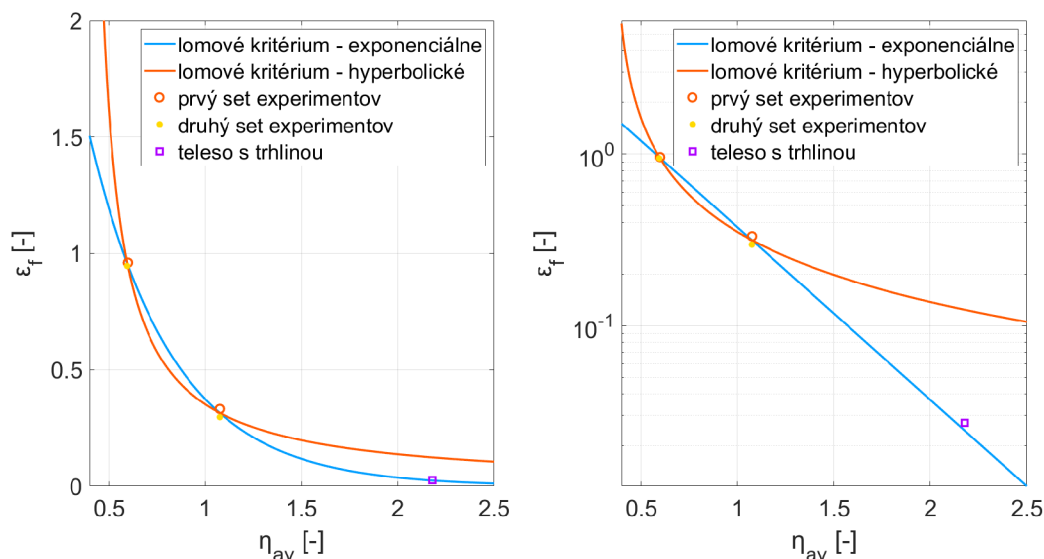 2
1.5
1
0.5
0
ε_f [-]
0.5
1
1.5
2
2.5
η_av [-]
lomové kritérium - exponenciálne
lomové kritérium - hyperbolické
prvý set experimentov
druhý set experimentov
teleso s trhlinou
10^0
10^-1
ε_f [-]
0.5
1
1.5
2
2.5
η_av [-]
lomové kritérium - exponenciálne
lomové kritérium - hyperbolické
prvý set experimentov
druhý set experimentov
teleso s trhlinou